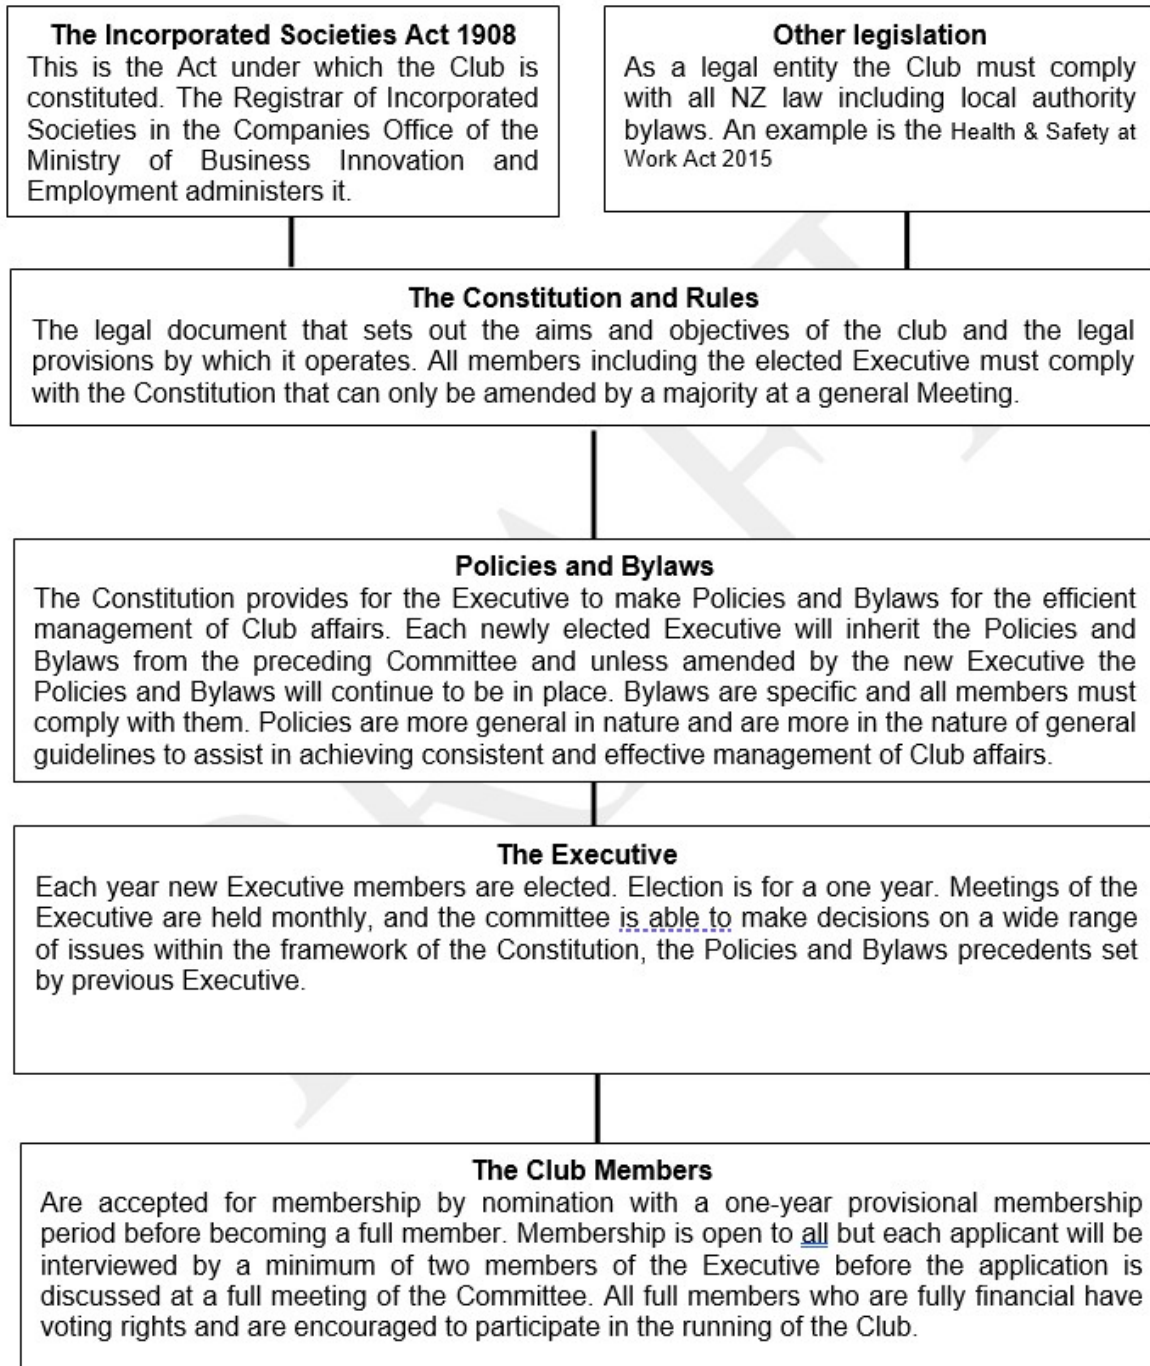 The Incorporated Societies Act 1908
This is the Act under which the Club is
constituted. The Registrar of Incorporated
Societies in the Companies Office of the
Ministry of Business Innovation and
Employment administers it.
Other legislation
As a legal entity the Club must comply
with all NZ law including local authority
bylaws. An example is the Health & Safety at
Work Act 2015
The Constitution and Rules
The legal document that sets out the aims and objectives of the club and the legal
provisions by which it operates. All members including the elected Executive must comply
with the Constitution that can only be amended by a majority at a general Meeting.
Policies and Bylaws
The Constitution provides for the Executive to make Policies and Bylaws for the efficient
management of Club affairs. Each newly elected Executive will inherit the Policies and
Bylaws from the preceding Committee and unless amended by the new Executive the
Policies and Bylaws will continue to be in place. Bylaws are specific and all members must
comply with them. Policies are more general in nature and are more in the nature of general
guidelines to assist in achieving consistent and effective management of Club affairs.
The Executive
Each year new Executive members are elected. Election is for a one year. Meetings of the
Executive are held monthly, and the committee is able to make decisions on a wide range
of issues within the framework of the Constitution, the Policies and Bylaws precedents set
by previous Executive.
The Club Members
Are accepted for membership by nomination with a one-year provisional membership
period before becoming a full member. Membership is open to all but each applicant will be
interviewed by a minimum of two members of the Executive before the application is
discussed at a full meeting of the Committee. All full members who are fully financial have
voting rights and are encouraged to participate in the running of the Club.
DRAFT